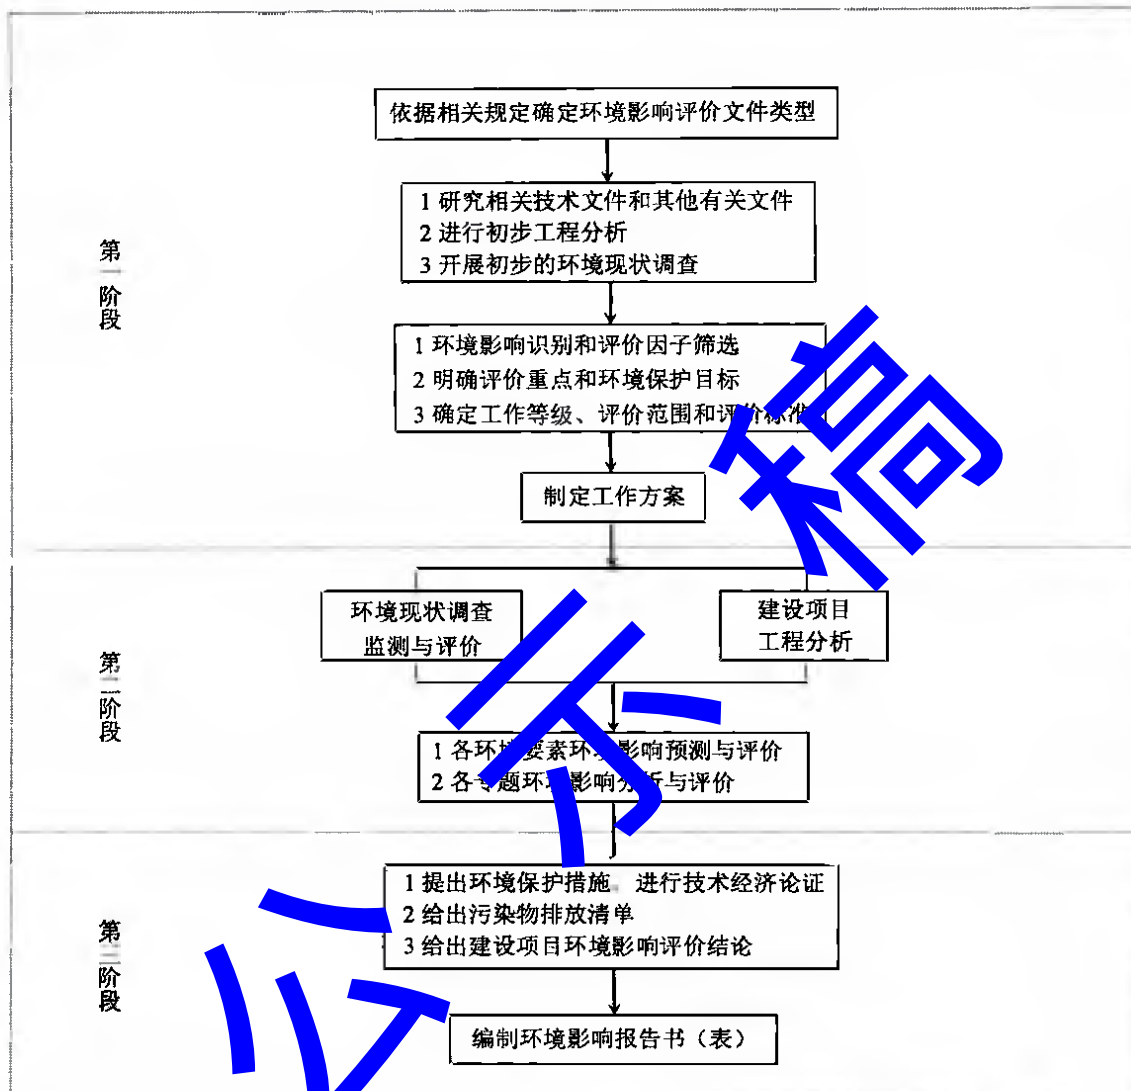 依据相关规定确定环境影响评价文件类型
1 研究相关技术文件和其他有关文件
2 进行初步工程分析
3 开展初步的环境现状调查
第一阶段
1 环境影响识别和评价因子筛选
2 明确评价重点和环境保护目标
3 确定工作等级、评价范围和评价标准
制定工作方案
环境现状调查
监测与评价
建设项目
工程分析
第二阶段
1 各环境要素环境影响预测与评价
2 各专题环境影响分析与评价
1 提出环境保护措施，进行技术经济论证
2 给出污染物排放清单
3 给出建设项目环境影响评价结论
第三阶段
编制环境影响报告书（表）
公示稿